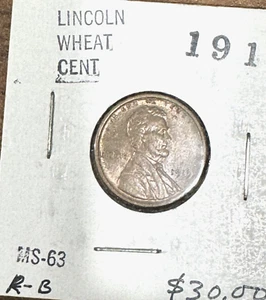 LINCOLN
WHEAT
CENT
191
MS-63
R-B
$30.00